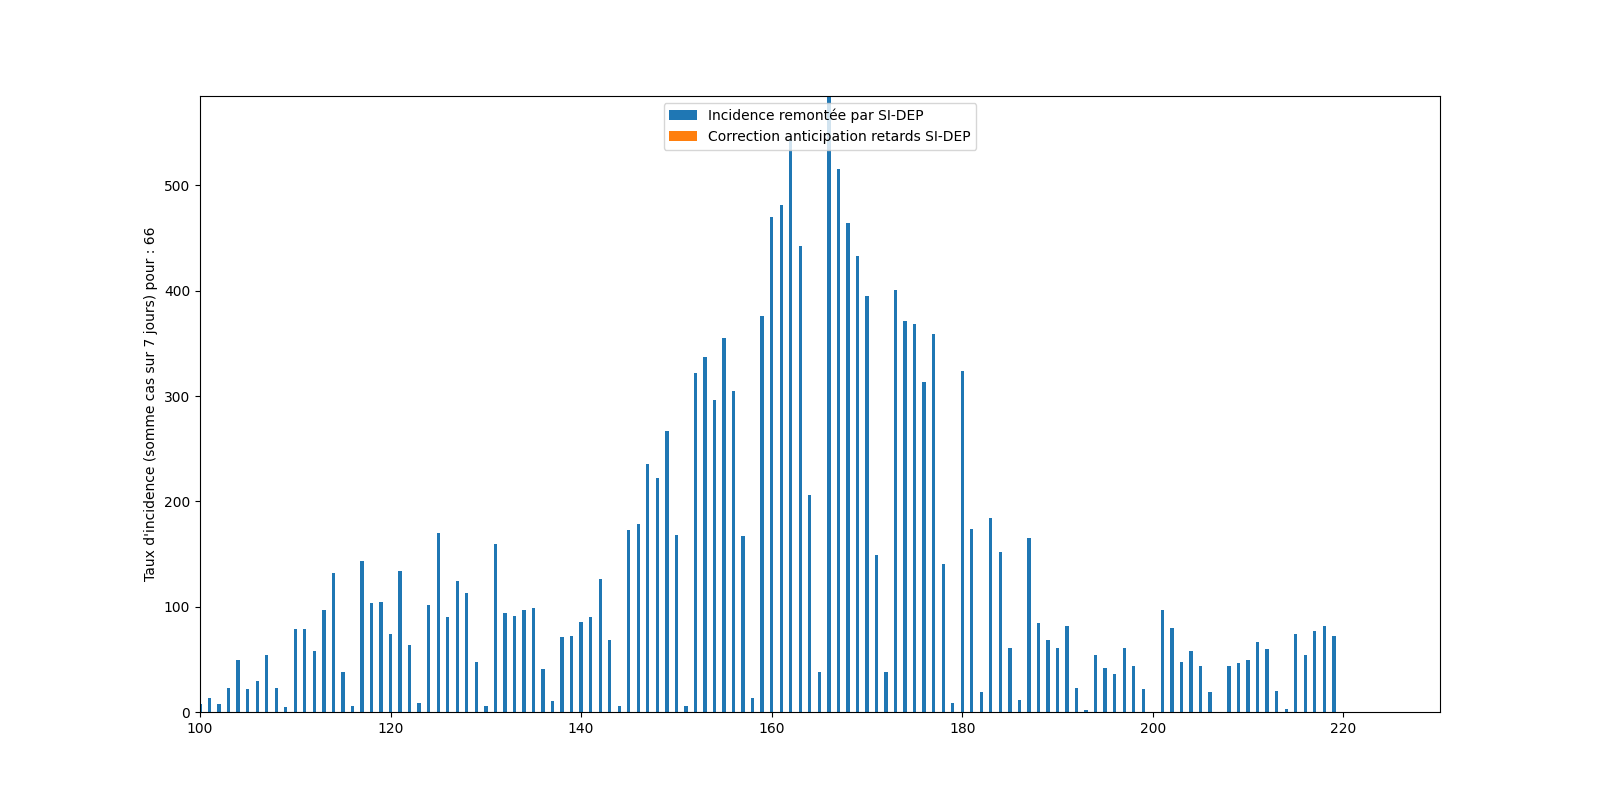 Incidence remontée par SI-DEP
Correction anticipation retards SI-DEP
Taux d'incidence (somme cas sur 7 jours) pour : 66
500
400
300
200
100
0
100 120 140 160 180 200 220